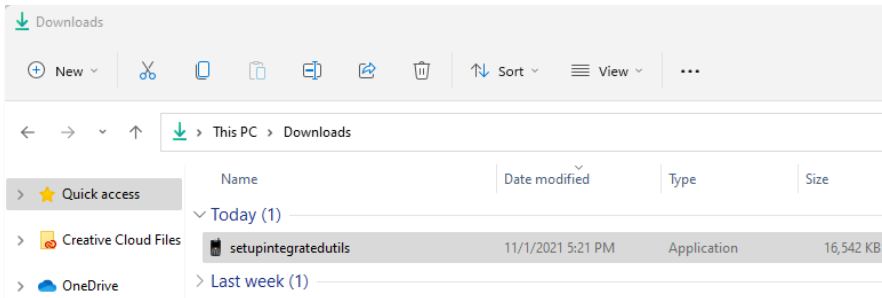 Downloads
New
Sort
View
This PC > Downloads
Name Date modified Type Size
Quick access
Today (1)
Creative Cloud Files
setupintegratedutils 11/1/2021 5:21 PM Application 16,542 KB
OneDrive
Last week (1)